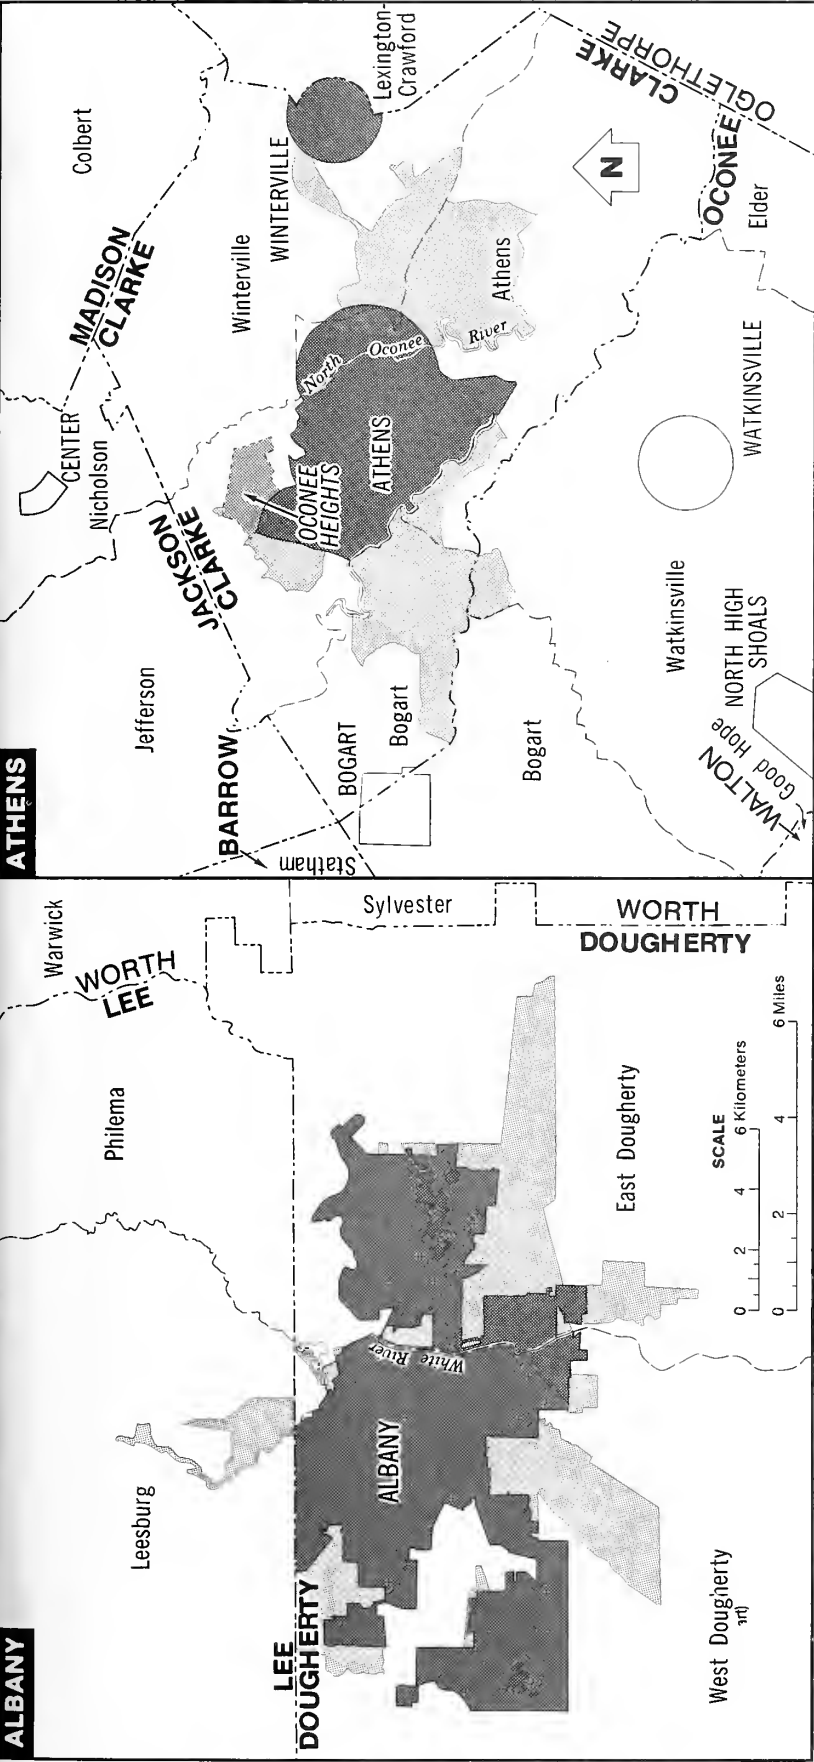 ATHENS
Colbert
Lexington-
Crawford
MADISON
CLARKE
Winterville
WINTERVILLE
CLARKE
OGLETHORPE
N
OCONEE
Elder
CENTER
Nicholson
JACKSON
CLARKE
OCONEE
HEIGHTS
ATHENS
North Oconee River
Athens
WATKINSVILLE
Watkinsville
Jefferson
BARROW
Statham
BOGART
Bogart
Bogart
NORTH HIGH
SHOALS
WALTON
Good Hope
ALBANY
Warwick
WORTH
LEE
Sylvester
WORTH
DOUGHERTY
Philema
Leesburg
LEE
DOUGHERTY
ALBANY
White River
East Dougherty
West Dougherty
SCALE
0 2 4 6 Kilometers
0 2 4 6 Miles